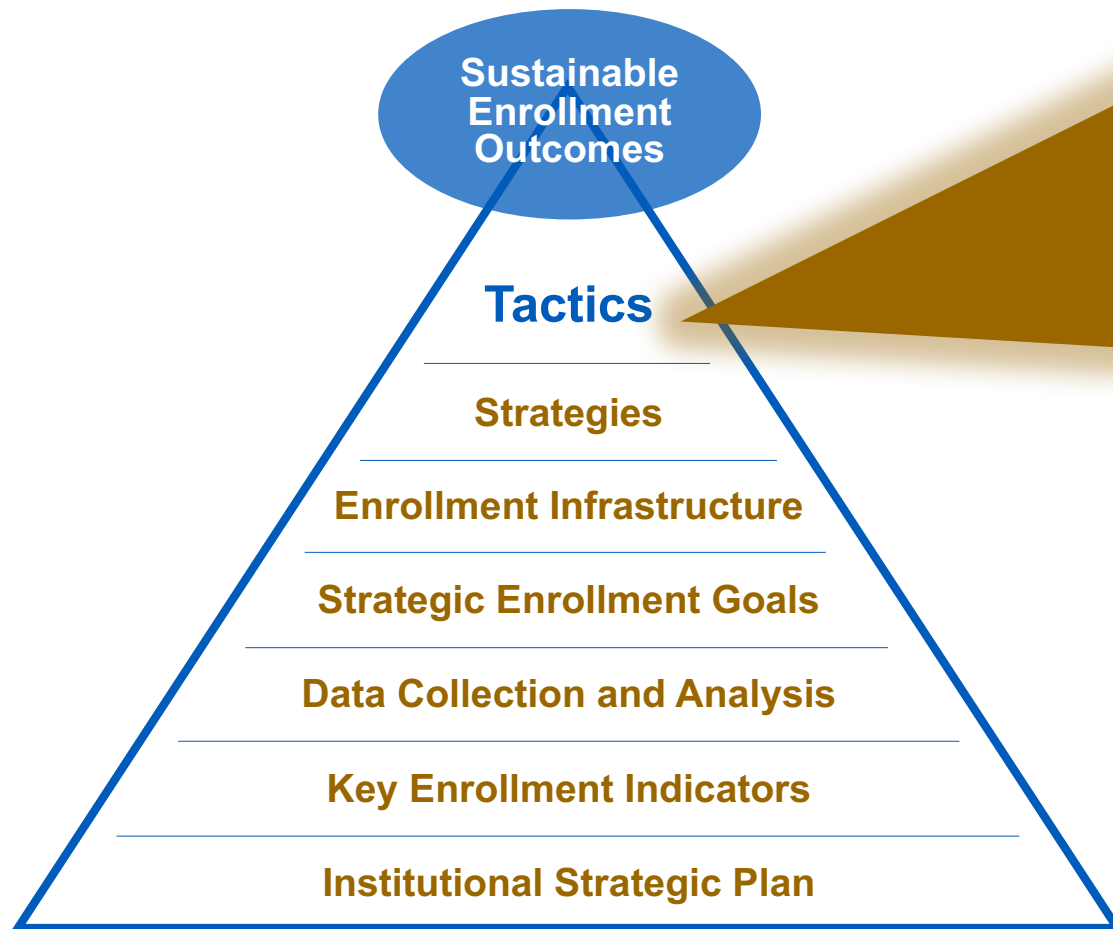 Sustainable
Enrollment
Outcomes
Tactics
Strategies
Enrollment Infrastructure
Strategic Enrollment Goals
Data Collection and Analysis
Key Enrollment Indicators
Institutional Strategic Plan